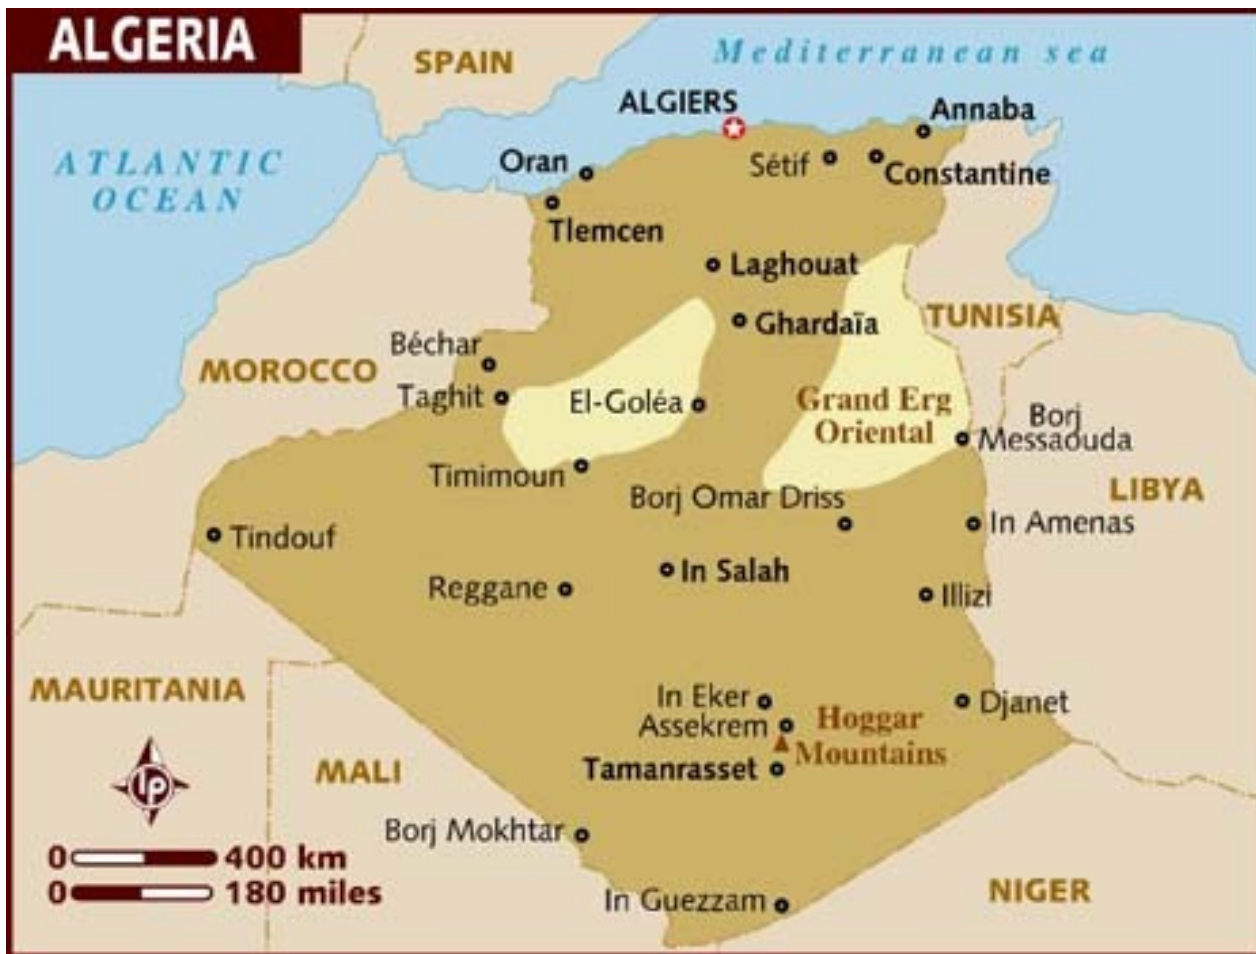 ALGERIA
SPAIN
Mediterranean sea
ALGIERS
Annaba
ATLANTIC
OCEAN
Oran
Sétif
Constantine
Tlemcen
Laghouat
TUNISIA
Ghardaïa
Béchar
MOROCCO
Taghit
El-Goléa
Grand Erg
Oriental
Borj
Messaouda
Timimoun
LIBYA
Borj Omar Driss
In Amenas
Tindouf
In Salah
Reggane
Illizi
MAURITANIA
In Eker
Djanet
Assekrem
Hoggar
Mountains
Tamanrasset
MALI
LP
Borj Mokhtar
0 400 km
0 180 miles
In Guezzam
NIGER